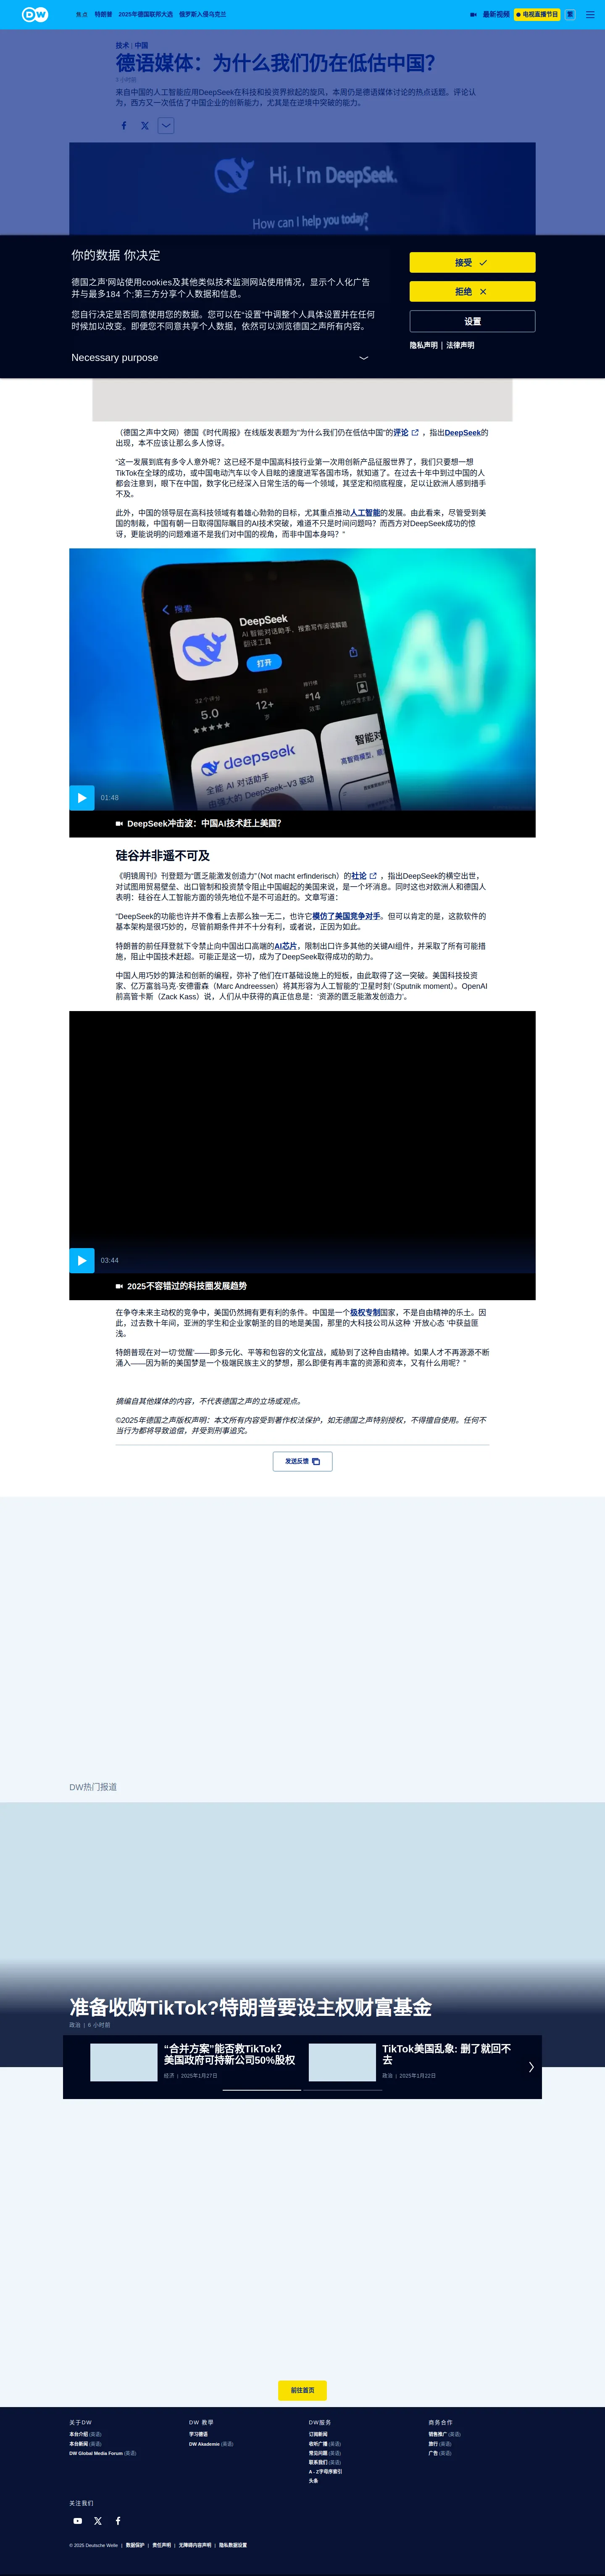 DW
焦点 特朗普 2025年德国联邦大选 俄罗斯入侵乌克兰
最新视频 电视直播节目 繁
技术 | 中国
德语媒体：为什么我们仍在低估中国？
来自中国的人工智能应用DeepSeek在科技和投资界掀起的旋风，本周仍是德语媒体讨论的热点话题。评论认
为，西方又一次低估了中国企业的创新能力，尤其是在逆境中突破的能力。
Hi, I'm DeepSeek.
How can I help you today?
你的数据 你决定
德国之声'网站使用cookies及其他类似技术监测网站使用情况，显示个人化广告
并与最多184 个;第三方分享个人数据和信息。
您自行决定是否同意使用您的数据。您可以在“设置”中调整个人具体设置并在任何
时候加以改变。即便您不同意共享个人数据，依然可以浏览德国之声所有内容。
Necessary purpose
接受
拒绝
设置
隐私声明 | 法律声明
（德国之声中文网）德国《时代周报》在线版发表题为"为什么我们仍在低估中国"的评论 ，指出DeepSeek的
出现，本不应该让那么多人惊讶。
“这一发展到底有多令人意外呢？这已经不是中国高科技行业第一次用创新产品征服世界了，我们只要想一想
TikTok在全球的成功，或中国电动汽车以令人目眩的速度进军各国市场，就知道了。在过去十年中到过中国的人
都会注意到，眼下在中国，数字化已经深入日常生活的每一个领域，其坚定和彻底程度，足以让欧洲人感到措手
不及。
此外，中国的领导层在高科技领域有着雄心勃勃的目标，尤其重点推动人工智能的发展。由此看来，尽管受到美
国的制裁，中国有朝一日取得国际瞩目的AI技术突破，难道不只是时间问题吗？而西方对DeepSeek成功的惊
讶，更能说明的问题难道不是我们对中国的视角，而非中国本身吗？”
搜索
DeepSeek
AI 智能对话助手、搜索写作阅读解题
翻译工具
打开
5.0
12+
#14
deepseek
全能 AI 对话助手
由强大的 DeepSeek-V3 驱动
01:48
DeepSeek冲击波：中国AI技术赶上美国？
硅谷并非遥不可及
《明镜周刊》刊登题为“匮乏能激发创造力”（Not macht erfinderisch）的社论 ，指出DeepSeek的横空出世，
对试图用贸易壁垒、出口管制和投资禁令阻止中国崛起的美国来说，是一个坏消息。同时这也对欧洲人和德国人
表明：硅谷在人工智能方面的领先地位不是不可追赶的。文章写道：
“DeepSeek的功能也许并不像看上去那么独一无二，也许它模仿了美国竞争对手。但可以肯定的是，这款软件的
基本架构是很巧妙的，尽管前期条件并不十分有利，或者说，正因为如此。
特朗普的前任拜登就下令禁止向中国出口高端的AI芯片，限制出口许多其他的关键AI组件，并采取了所有可能措
施，阻止中国技术赶超。可能正是这一切，成为了DeepSeek取得成功的助力。
中国人用巧妙的算法和创新的编程，弥补了他们在IT基础设施上的短板，由此取得了这一突破。美国科技投资
家、亿万富翁马克·安德雷森（Marc Andreessen）将其形容为人工智能的‘卫星时刻’（Sputnik moment）。OpenAI
前高管卡斯（Zack Kass）说，人们从中获得的真正信息是：‘资源的匮乏能激发创造力’。
03:44
2025不容错过的科技圈发展趋势
在争夺未来主动权的竞争中，美国仍然拥有更有利的条件。中国是一个极权专制国家，不是自由精神的乐土。因
此，过去数十年间，亚洲的学生和企业家朝圣的目的地是美国，那里的大科技公司从这种 ‘开放心态 ’中获益匪
浅。
特朗普现在对一切‘觉醒’——即多元化、平等和包容的文化宣战，威胁到了这种自由精神。如果人才不再源源不断
涌入——因为新的美国梦是一个极端民族主义的梦想，那么即便有再丰富的资源和资本，又有什么用呢？”
摘编自其他媒体的内容，不代表德国之声的立场或观点。
©2025年德国之声版权声明：本文所有内容受到著作权法保护，如无德国之声特别授权，不得擅自使用。任何不
当行为都将导致追偿，并受到刑事追究。
发送反馈
DW热门报道
准备收购TikTok?特朗普要设主权财富基金
政治 | 6 小时前
“合并方案”能否救TikTok？
美国政府可持新公司50%股权
经济 | 2025年1月27日
TikTok美国乱象: 删了就回不
去
政治 | 2025年1月22日
前往首页
关于DW
本台介绍 (英语)
本台新闻 (英语)
DW Global Media Forum (英语)
DW 教學
学习德语
DW Akademie (英语)
DW服务
订阅新闻
收听广播 (英语)
常见问题 (英语)
联系我们 (英语)
A - Z字母序索引
头条
商务合作
销售推广 (英语)
旅行 (英语)
广告 (英语)
关注我们
© 2025 Deutsche Welle | 数据保护 | 责任声明 | 无障碍内容声明 | 隐私数据设置